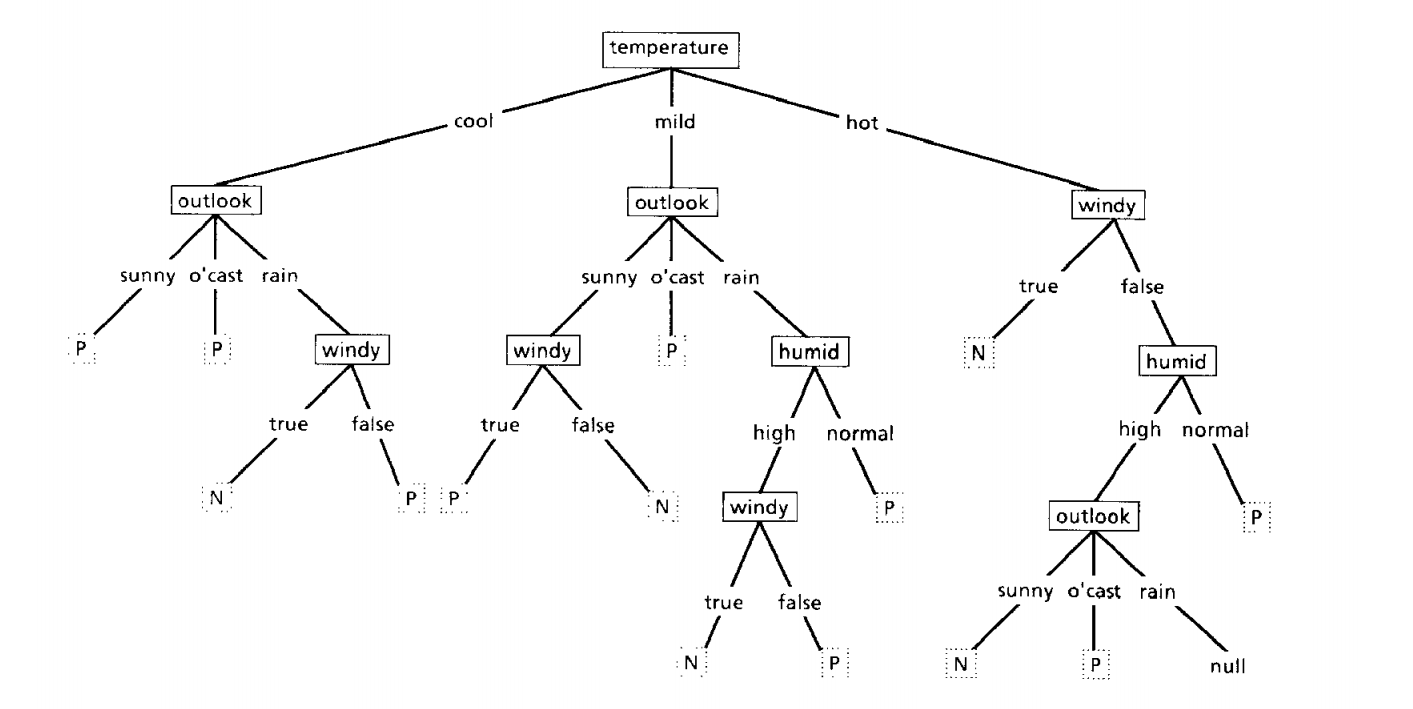 temperature
cool mild hot
outlook outlook windy
sunny o'cast rain sunny o'cast rain true false
P P windy windy P humid N humid
true false true false high normal high normal
N P P N windy P outlook P
true false sunny o'cast rain
N P N P null